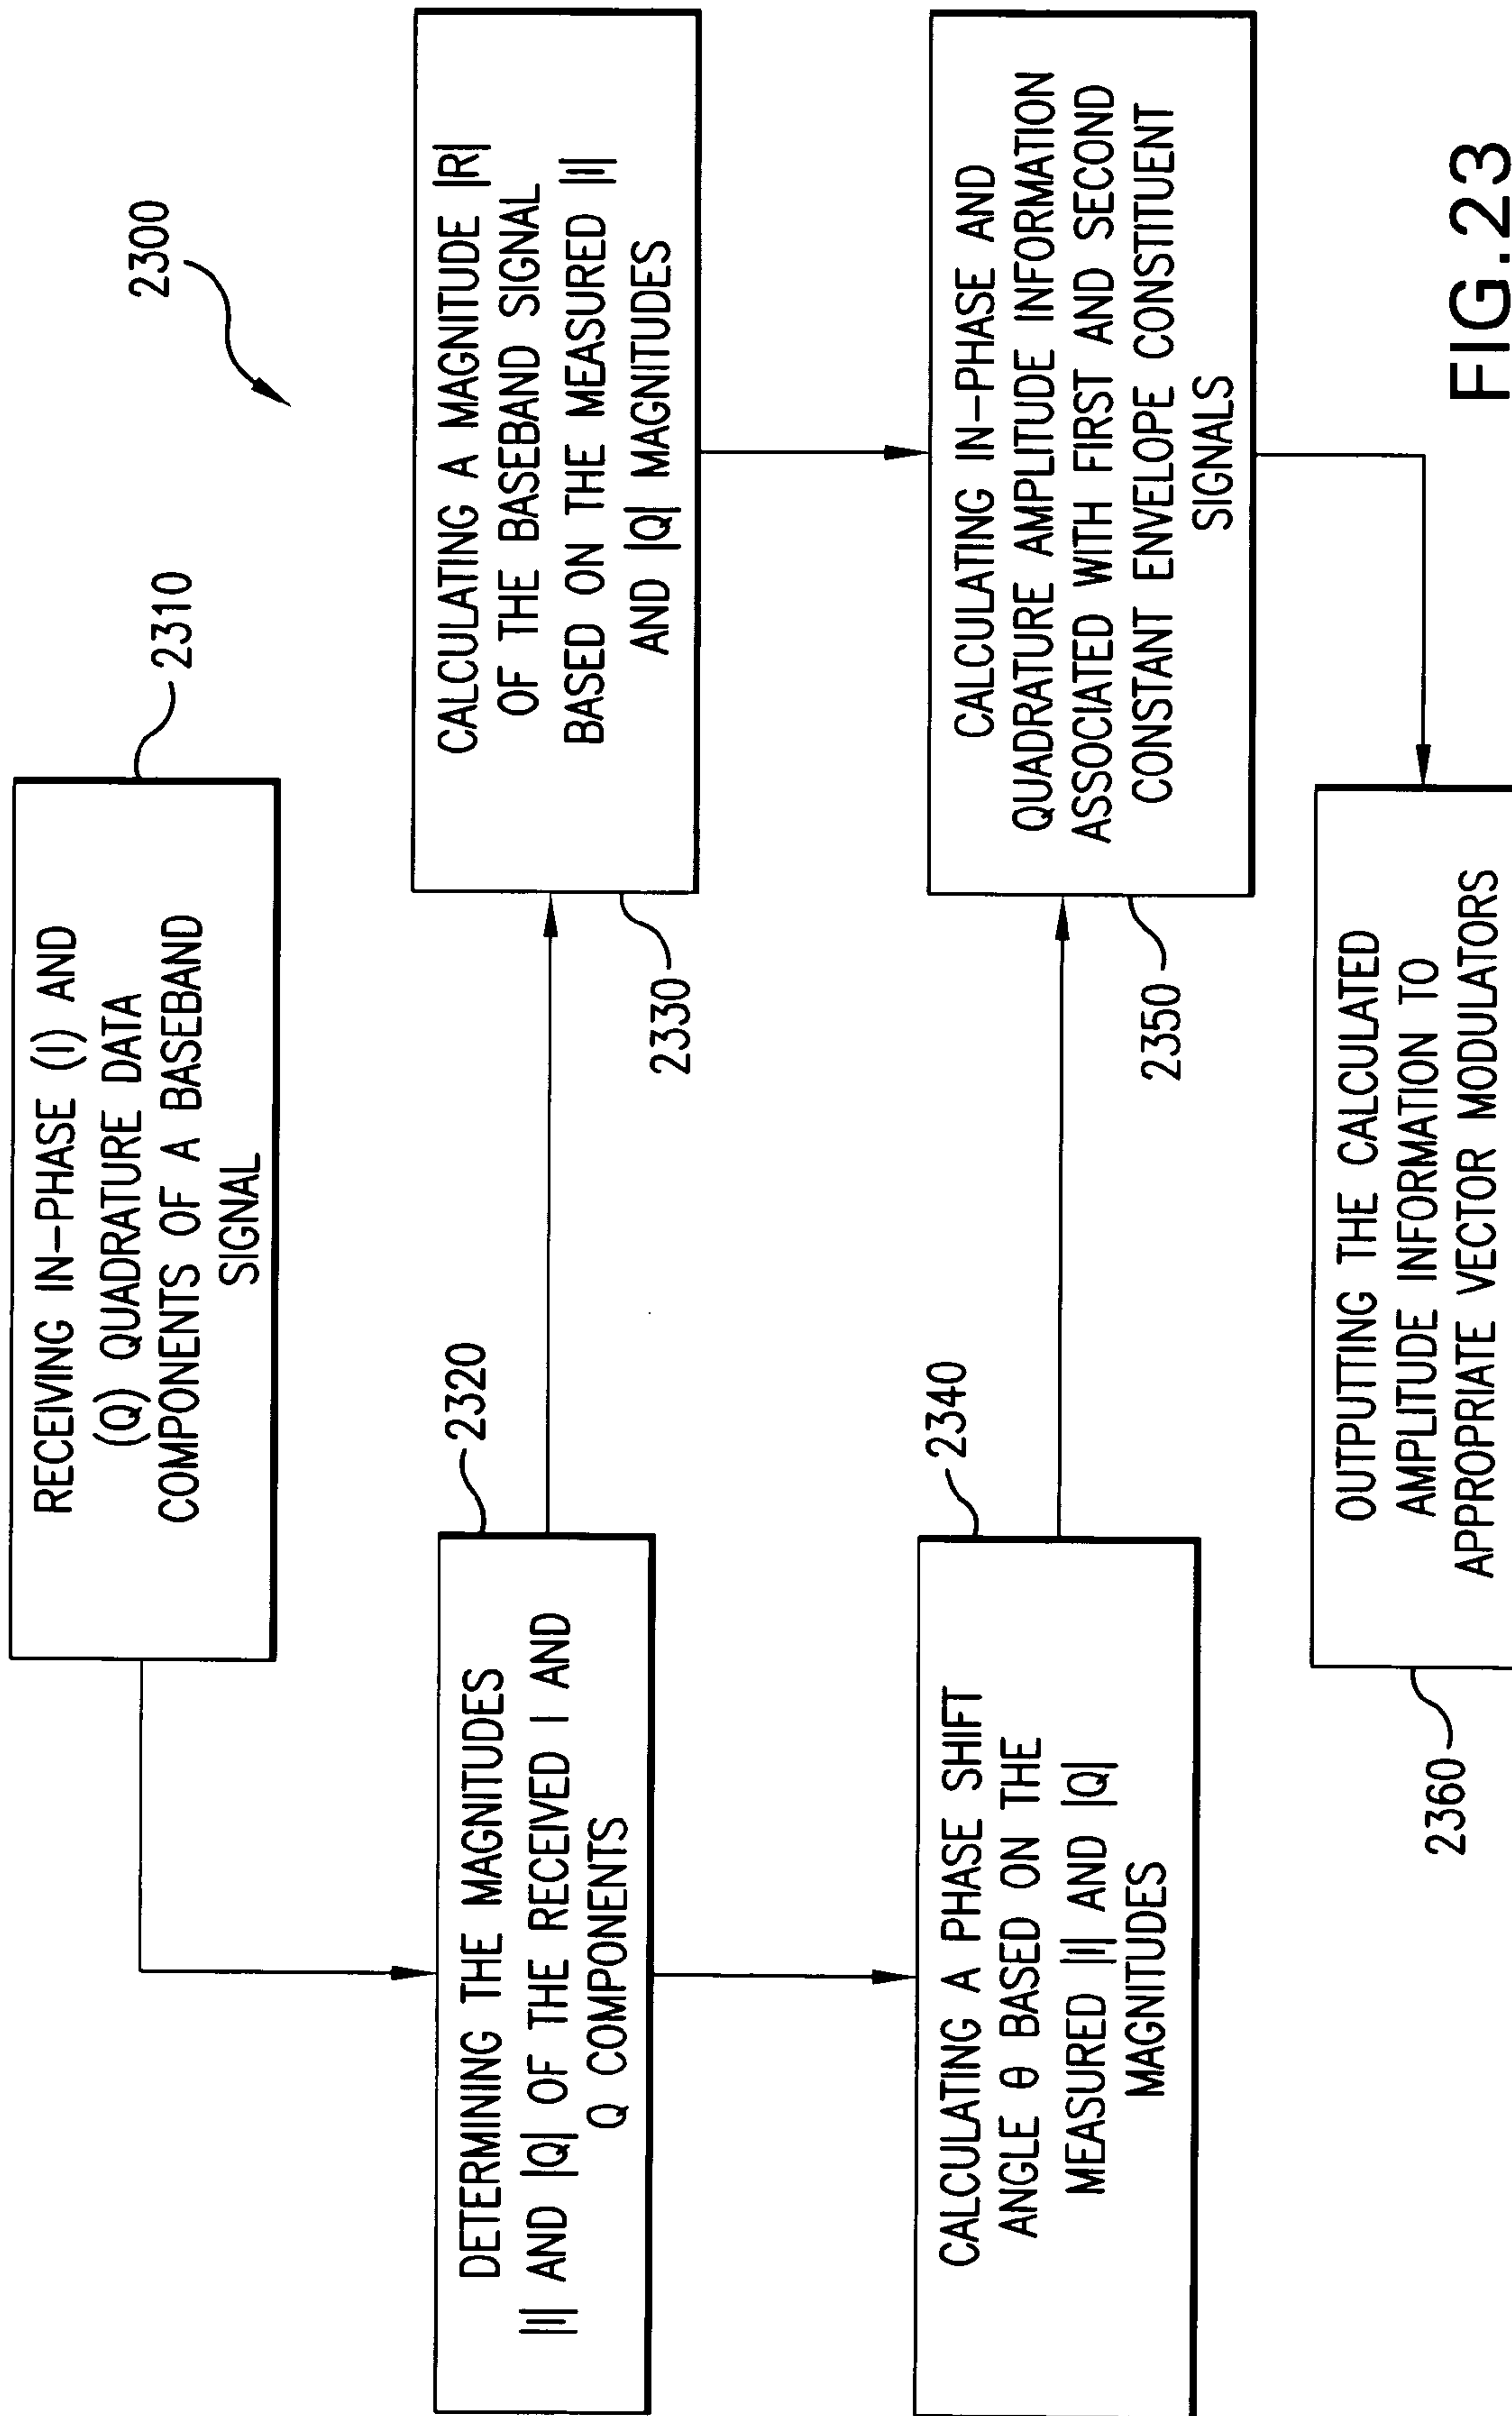 2300
RECEIVING IN-PHASE (I) AND
(Q) QUADRATURE DATA
COMPONENTS OF A BASEBAND
SIGNAL
2310
DETERMINING THE MAGNITUDES
|I| AND |Q| OF THE RECEIVED I AND
Q COMPONENTS
2320
CALCULATING A MAGNITUDE |R|
OF THE BASEBAND SIGNAL
BASED ON THE MEASURED |I|
AND |Q| MAGNITUDES
2330
CALCULATING A PHASE SHIFT
ANGLE θ BASED ON THE
MEASURED |I| AND |Q|
MAGNITUDES
2340
CALCULATING IN-PHASE AND
QUADRATURE AMPLITUDE INFORMATION
ASSOCIATED WITH FIRST AND SECOND
CONSTANT ENVELOPE CONSTITUENT
SIGNALS
2350
OUTPUTTING THE CALCULATED
AMPLITUDE INFORMATION TO
APPROPRIATE VECTOR MODULATORS
2360
FIG.23